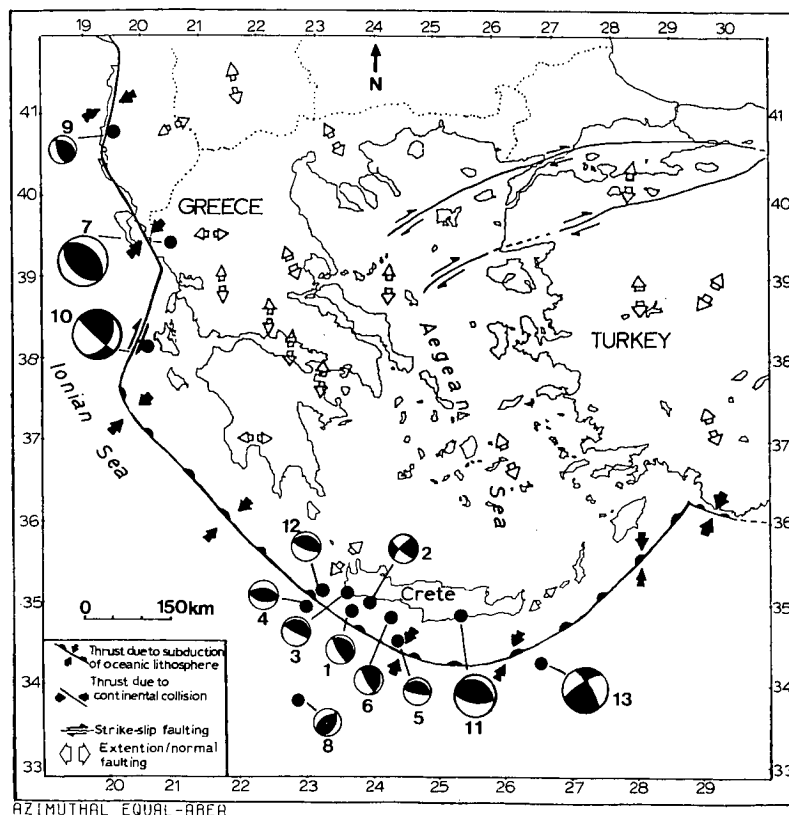 19 20 21 22 23 24 25 26 27 28 29 30
N
41 41
9
40 40
GREECE
7
39 39
10
38 38
TURKEY
Aegean
Sea
Ionian
Sea
37 37
36 36
12 2
Crete
0 150km
35 35
4
3
1
6
5
11
13
34 34
8
Thrust due to subduction
of oceanic lithosphere
Thrust due to
continental collision
Strike-slip faulting
Extention/normal
faulting
33 33
20 21 22 23 24 25 26 27 28 29
AZIMUTHAL EQUAL-AREA